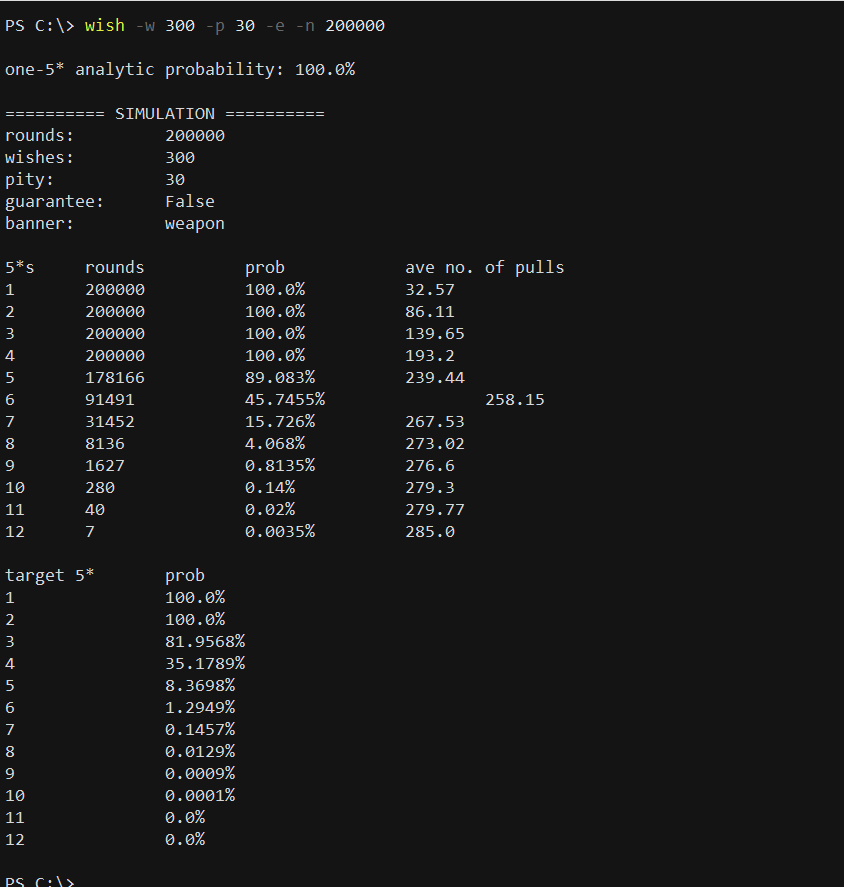 PS C:\> wish -w 300 -p 30 -e -n 200000
one-5* analytic probability: 100.0%
========== SIMULATION ==========
rounds: 200000
wishes: 300
pity: 30
guarantee: False
banner: weapon
5*s rounds prob ave no. of pulls
1 200000 100.0% 32.57
2 200000 100.0% 86.11
3 200000 100.0% 139.65
4 200000 100.0% 193.2
5 178166 89.083% 239.44
6 91491 45.7455% 258.15
7 31452 15.726% 267.53
8 8136 4.068% 273.02
9 1627 0.8135% 276.6
10 280 0.14% 279.3
11 40 0.02% 279.77
12 7 0.0035% 285.0
target 5* prob
1 100.0%
2 100.0%
3 81.9568%
4 35.1789%
5 8.3698%
6 1.2949%
7 0.1457%
8 0.0129%
9 0.0009%
10 0.0001%
11 0.0%
12 0.0%
PS C:\>